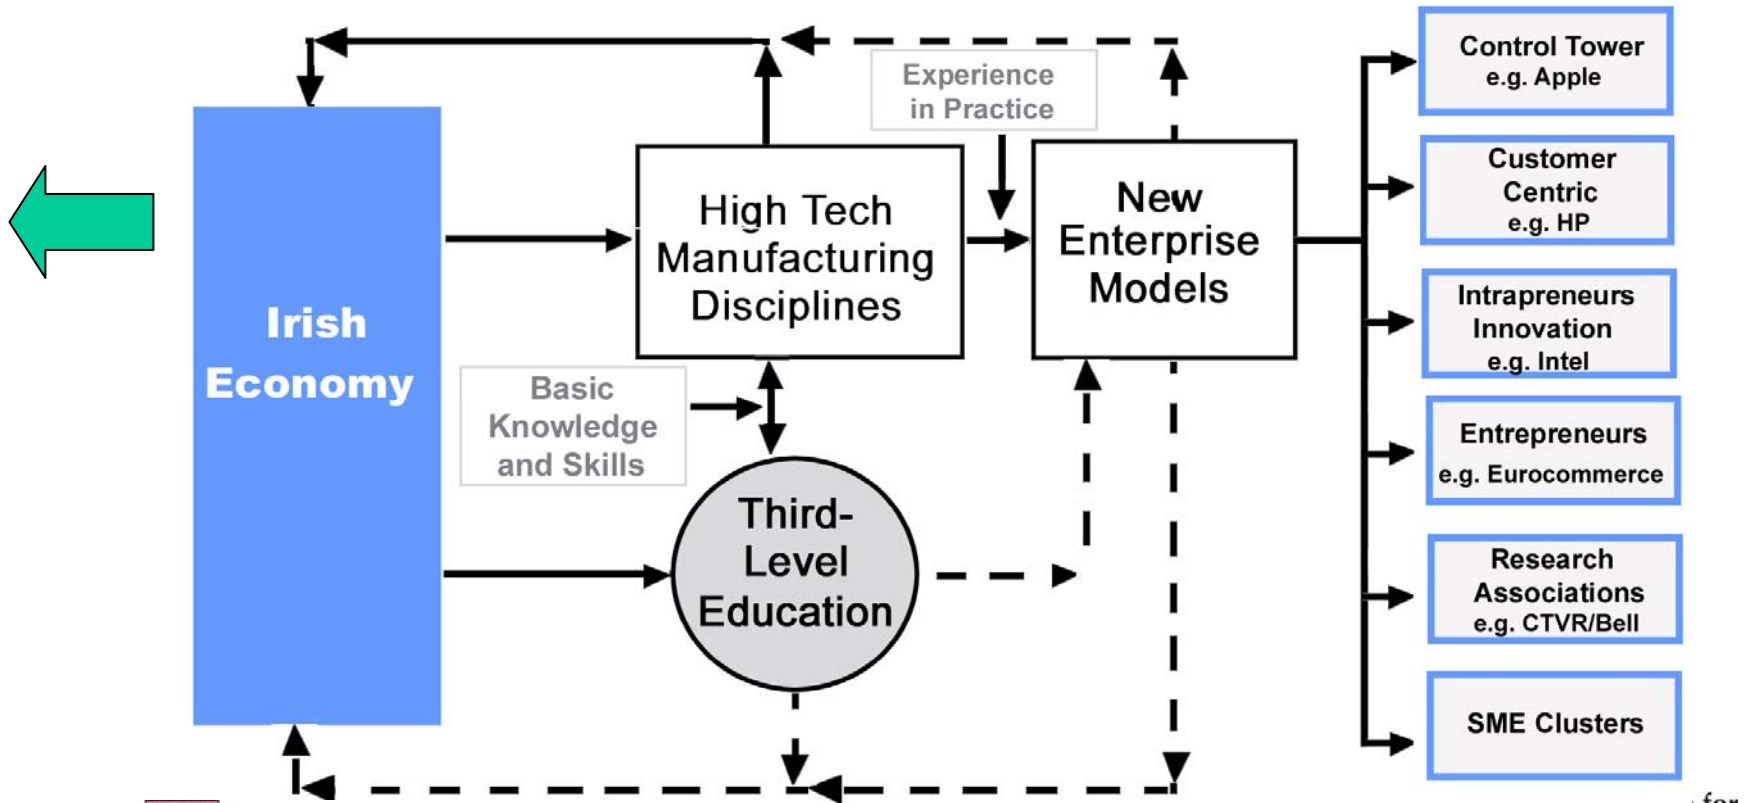 Control Tower
e.g. Apple
Experience
in Practice
Customer
Centric
e.g. HP
High Tech
Manufacturing
Disciplines
New
Enterprise
Models
Intrapreneurs
Innovation
e.g. Intel
Irish
Economy
Basic
Knowledge
and Skills
Entrepreneurs
e.g. Eurocommerce
Third-
Level
Education
Research
Associations
e.g. CTVR/Bell
SME Clusters